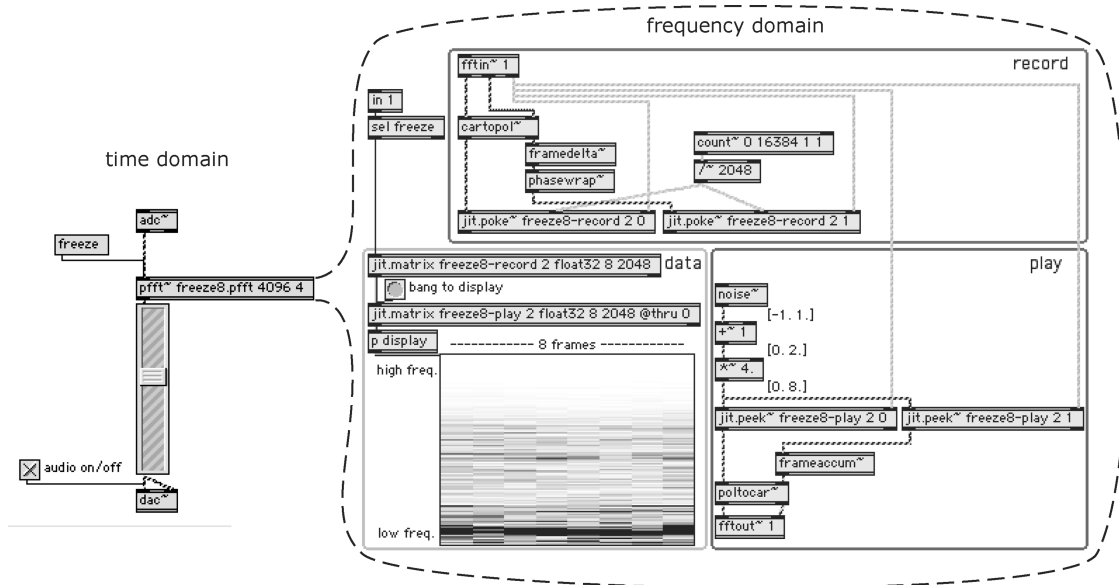 frequency domain
time domain
adc~
freeze
pfft~ freeze8.pfft 4096 4
audio on/off
dac~
in 1
sel freeze
record
fftin~ 1
cartopol~
framedelta~
phasewrap~
count~ 0 16384 1 1
/~ 2048
jit.poke~ freeze8-record 2 0
jit.poke~ freeze8-record 2 1
jit.matrix freeze8-record 2 float32 8 2048
data
bang to display
jit.matrix freeze8-play 2 float32 8 2048 @thru 0
p display
------------ 8 frames ------------
high freq.
low freq.
play
noise~
[-1. 1.]
+~ 1
[0. 2.]
*~ 4.
[0. 8.]
jit.peek~ freeze8-play 2 0
jit.peek~ freeze8-play 2 1
frameaccum~
poltocar~
fftout~ 1